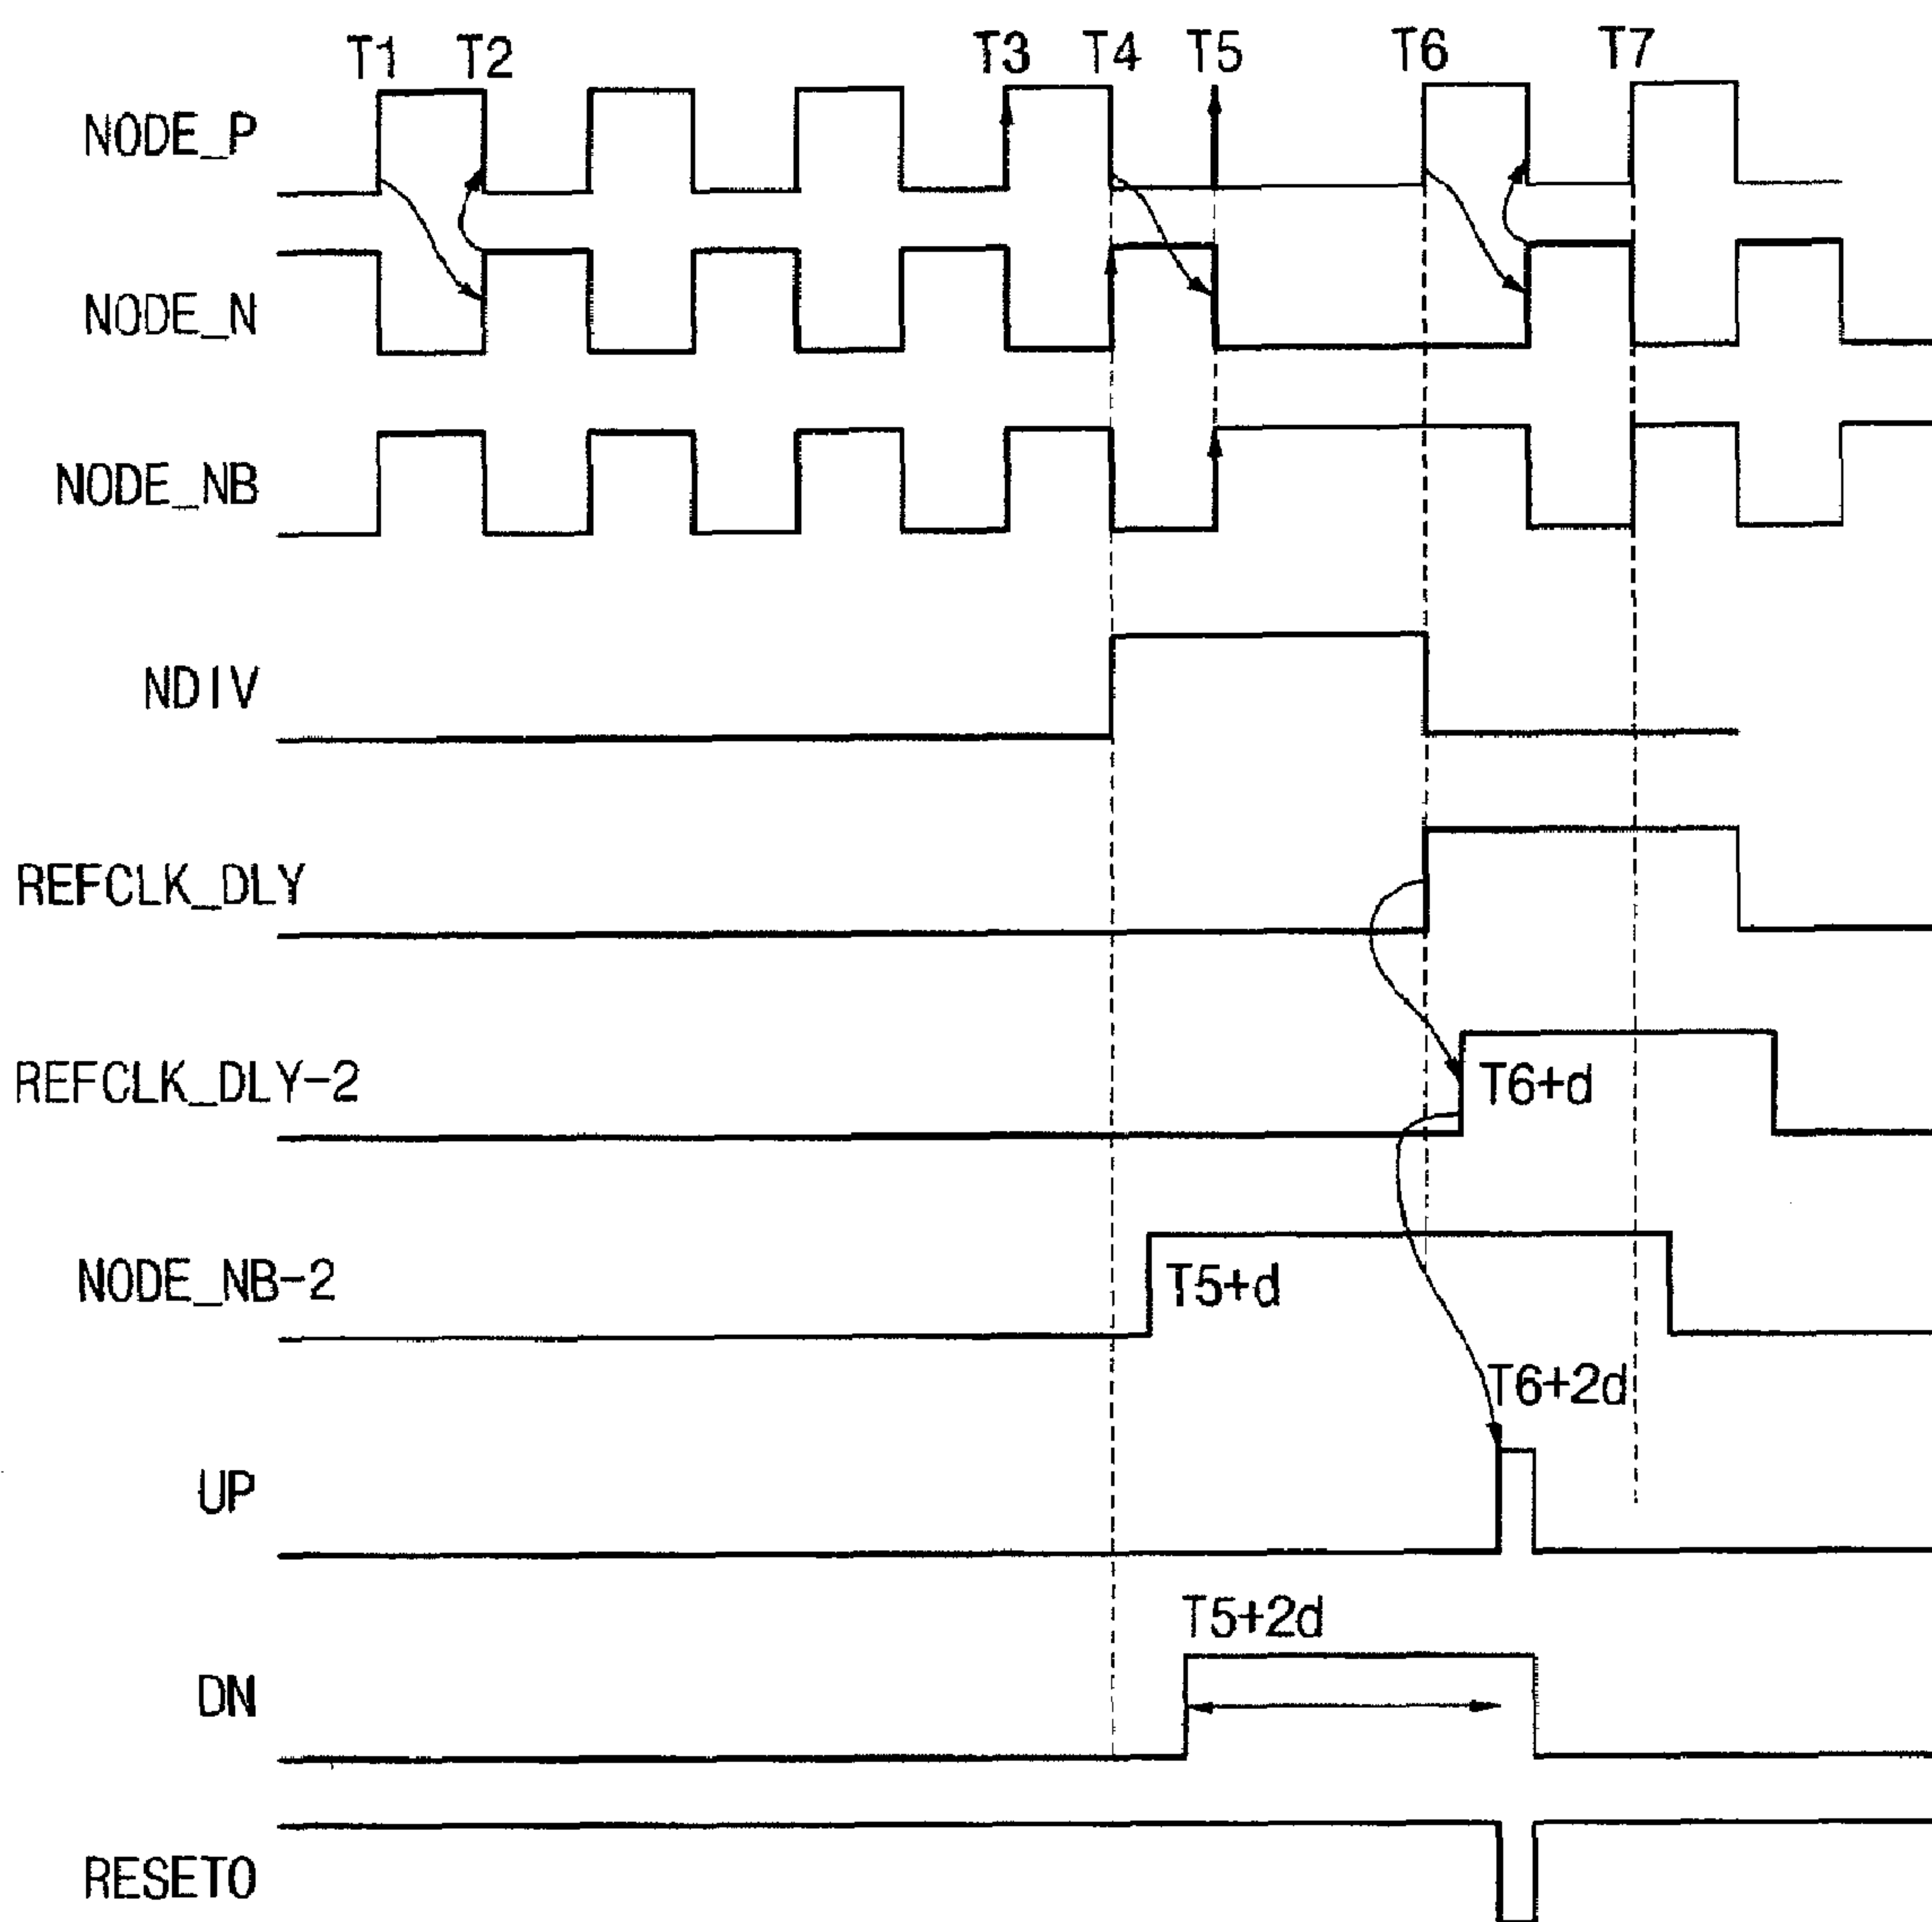 T1 T2 T3 T4 T5 T6 T7
NODE_P
NODE_N
NODE_NB
NDIV
REFCLK_DLY
REFCLK_DLY-2
T6+d
NODE_NB-2
T5+d
T6+2d
UP
T5+2d
DN
RESETO